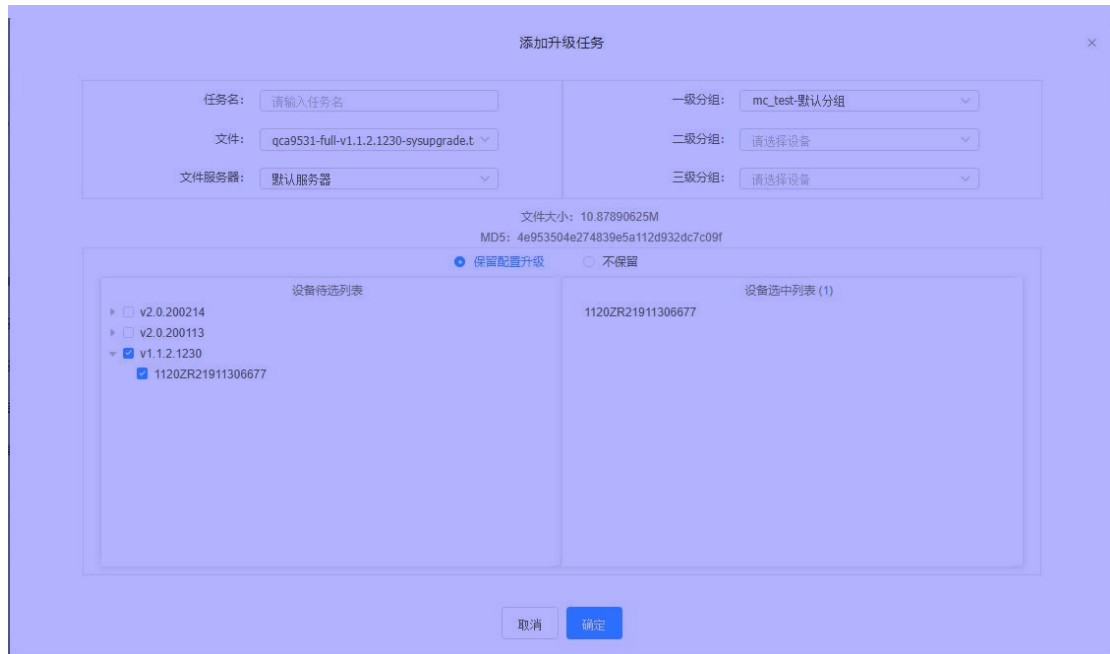 添加升级任务
任务名： 请输入任务名
一级分组： mc_test-默认分组
文件： qca9531-full-v1.1.2.1230-sysupgrade.t
二级分组： 请选择设备
文件服务器： 默认服务器
三级分组： 请选择设备
文件大小：10.87890625M
MD5：4e953504e274839e5a112d932dc7c09f
保留配置升级 不保留
设备待选列表
v2.0.200214
v2.0.200113
v1.1.2.1230
1120ZR21911306677
设备选中列表 (1)
1120ZR21911306677
取消 确定